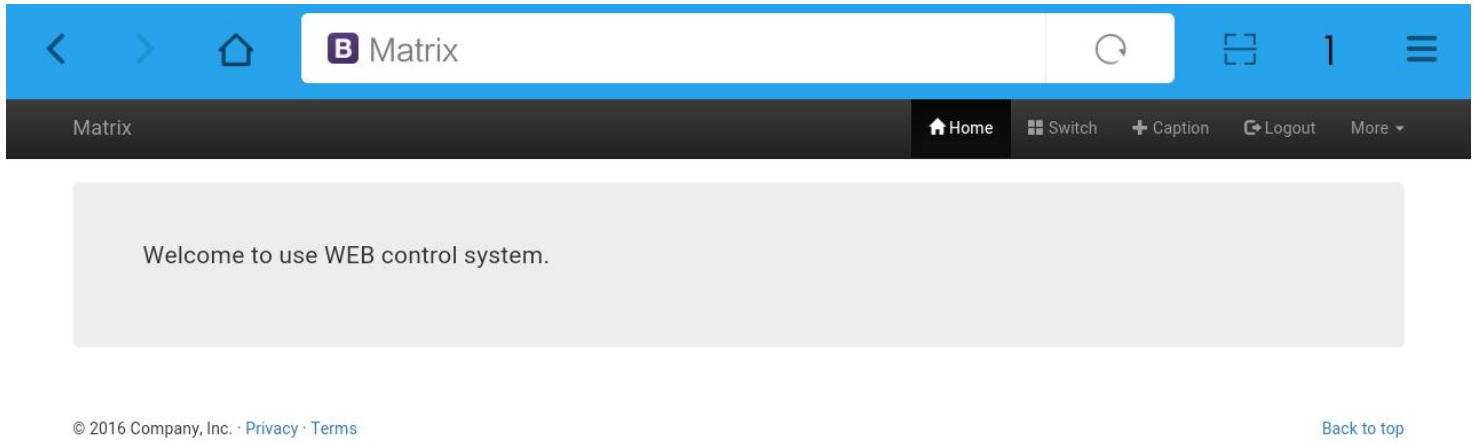 B Matrix 1
Matrix Home Switch Caption Logout More
Welcome to use WEB control system.
© 2016 Company, Inc. · Privacy · Terms Back to top